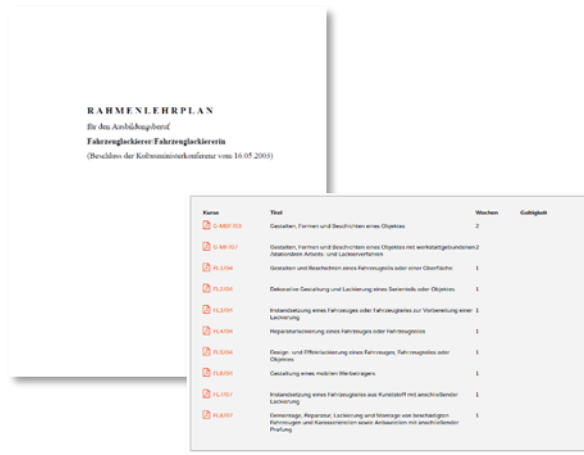 RAHMENLEHRPLAN
für den Ausbildungsberuf
Fahrzeuglackierer/Fahrzeuglackiererin
(Beschluss der Kultusministerkonferenz vom 16.05.2003)
Kurse Titel Wochen Gültigkeit
Gestalten, Formen und Beschichten eines Objektes 2
Gestalten, Formen und Beschichten eines Objektes mit werkstattgebundenen 2
/stationären Arbeits- und Lackierverfahren
FL1/04 Gestalten und Beschichten eines Fahrzeugteils oder einer Oberfläche 1
FL2/04 Dekorative Gestaltung und Lackierung eines Serienteils oder Objektes 1
FL3/04 Instandsetzung eines Fahrzeuges oder Fahrzeugteiles zur Vorbereitung einer 1
Lackierung
FL4/04 Reparaturlackierung eines Fahrzeuges oder Fahrzeugteiles 1
FL5/04 Design- und Effektlackierung eines Fahrzeuges, Fahrzeugteiles oder 1
Objektes
FL6/04 Gestaltung eines mobilen Werbeträgers 1
FL7/07 Instandsetzung eines Fahrzeugteiles aus Kunststoff mit anschließender 1
Lackierung
FL8/07 Demontage, Reparatur, Lackierung und Montage von beschädigten 1
Fahrzeugen und Karosserieteilen sowie Anbauteilen mit anschließender
Prüfung